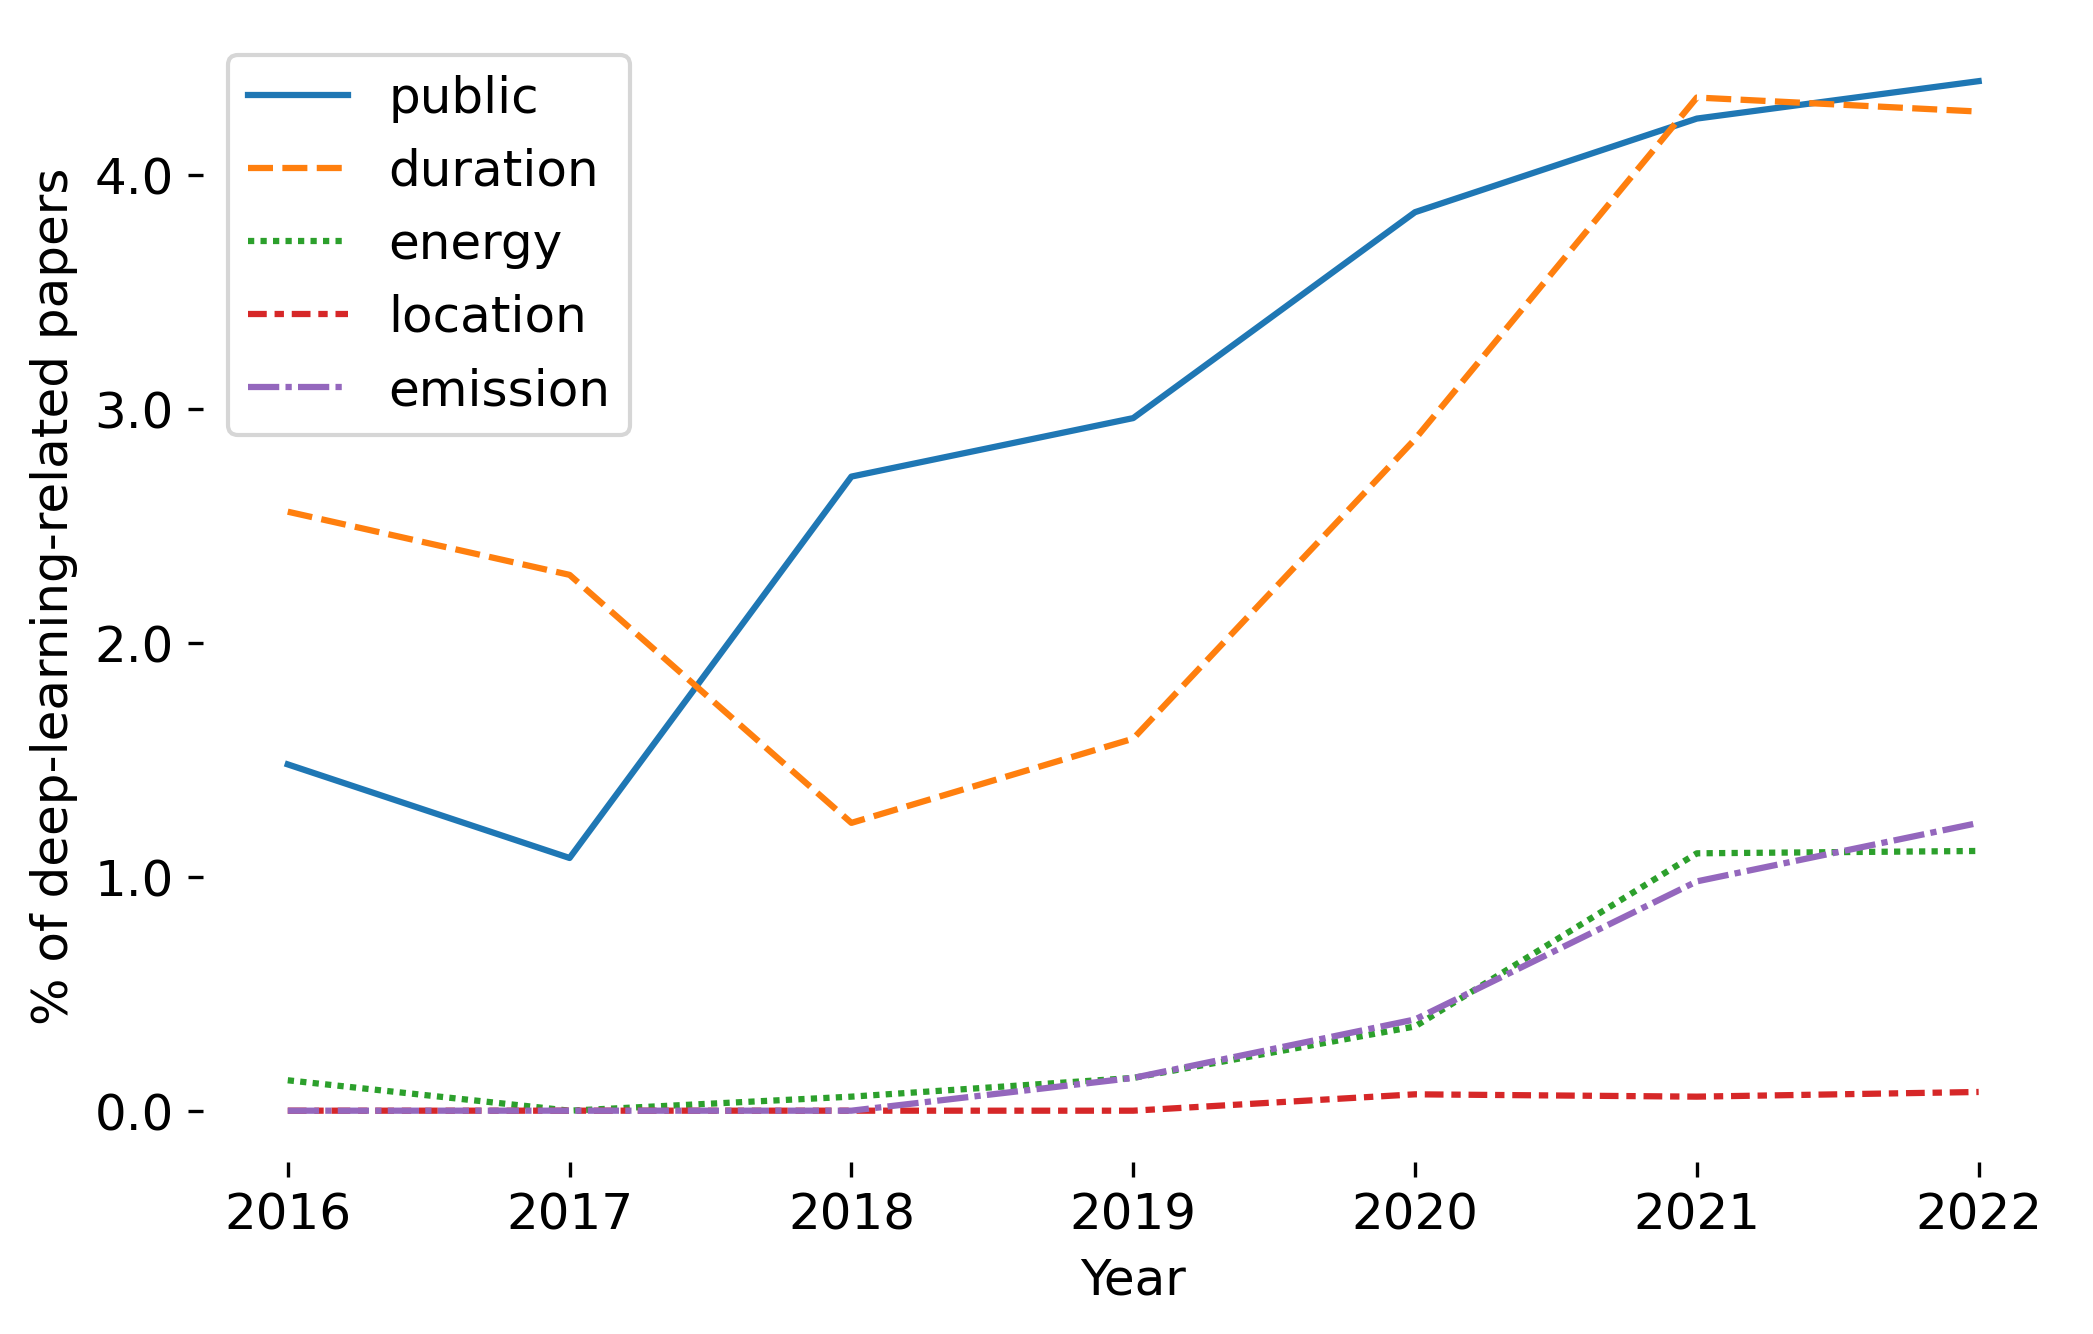 public
duration
energy
location
emission
% of deep-learning-related papers
4.0
3.0
2.0
1.0
0.0
2016 2017 2018 2019 2020 2021 2022
Year